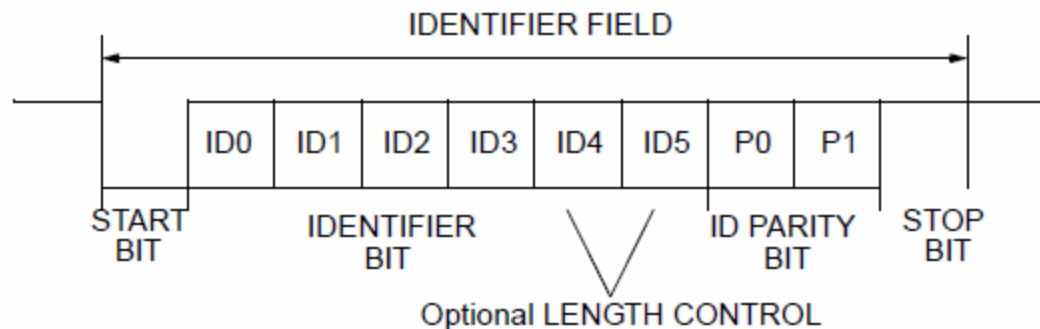 IDENTIFIER FIELD
ID0 ID1 ID2 ID3 ID4 ID5 P0 P1
START
BIT
IDENTIFIER
BIT
ID PARITY
BIT
STOP
BIT
Optional LENGTH CONTROL